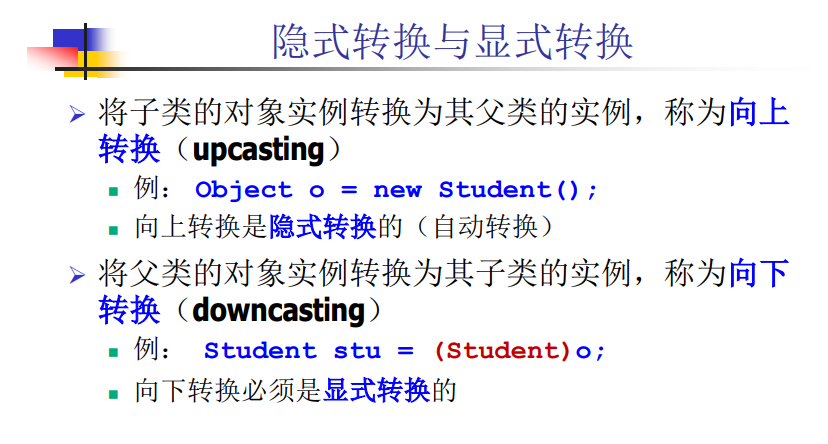 隐式转换与显式转换
将子类的对象实例转换为其父类的实例，称为向上
转换（upcasting）
例： Object o = new Student();
向上转换是隐式转换的（自动转换）
将父类的对象实例转换为其子类的实例，称为向下
转换（downcasting）
例： Student stu = (Student)o;
向下转换必须是显式转换的